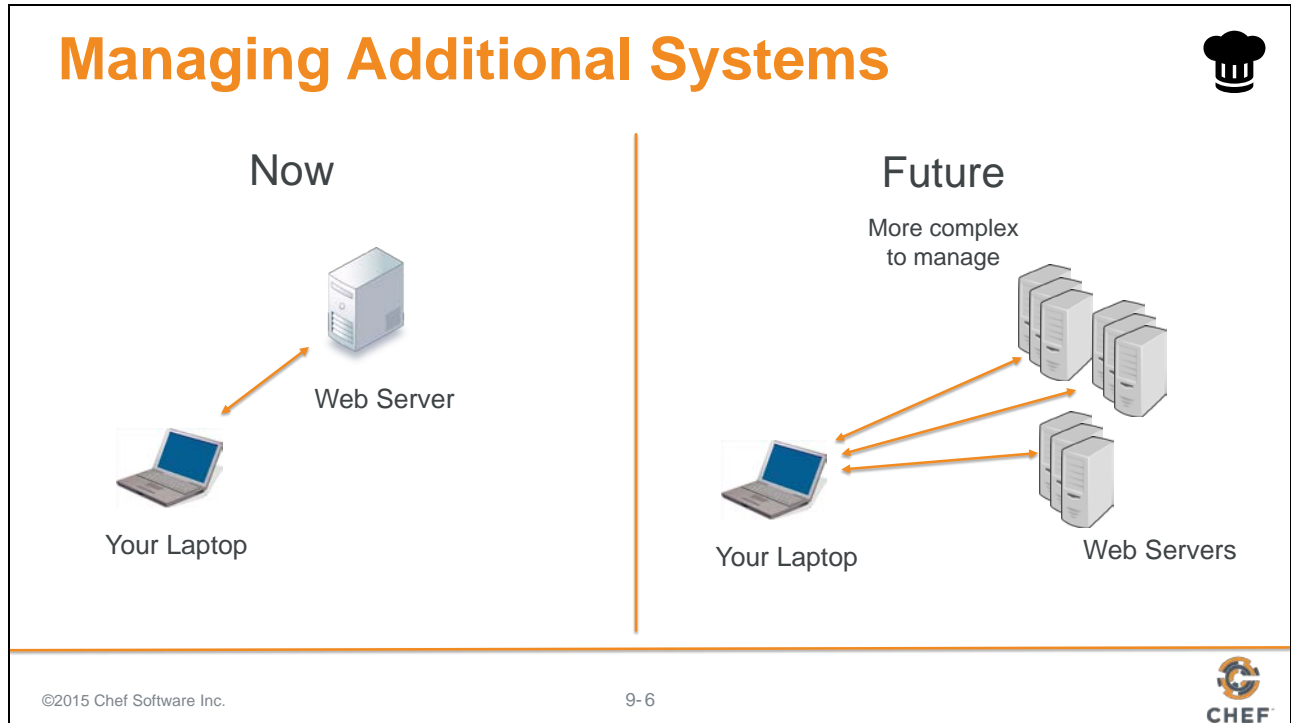 Managing Additional Systems
Now
Web Server
Your Laptop
Future
More complex
to manage
Your Laptop
Web Servers
©2015 Chef Software Inc.
9-6
CHEF